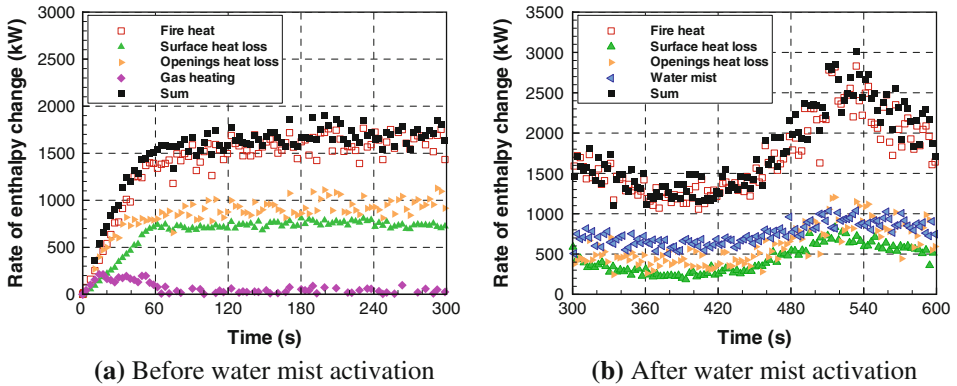 Rate of enthalpy change (kW)
3000
2500
2000
1500
1000
500
0
Fire heat
Surface heat loss
Openings heat loss
Gas heating
Sum
0
60
120
180
240
300
Time (s)
(a) Before water mist activation
Rate of enthalpy change (kW)
3500
3000
2500
2000
1500
1000
500
0
Fire heat
Surface heat loss
Openings heat loss
Water mist
Sum
300
360
420
480
540
600
Time (s)
(b) After water mist activation